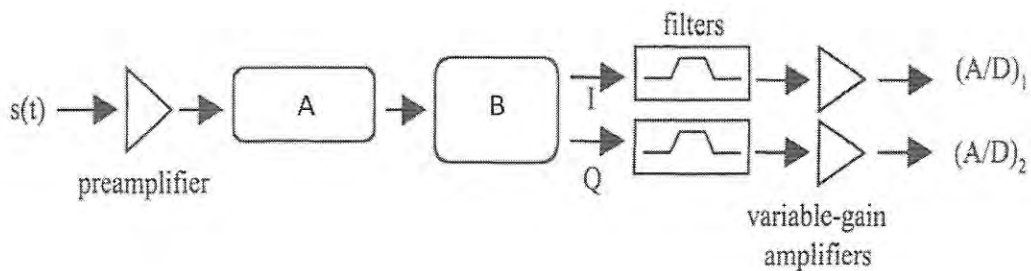 filters
s(t)
A
B
I
Q
(A/D)1
(A/D)2
preamplifier
variable-gain
amplifiers